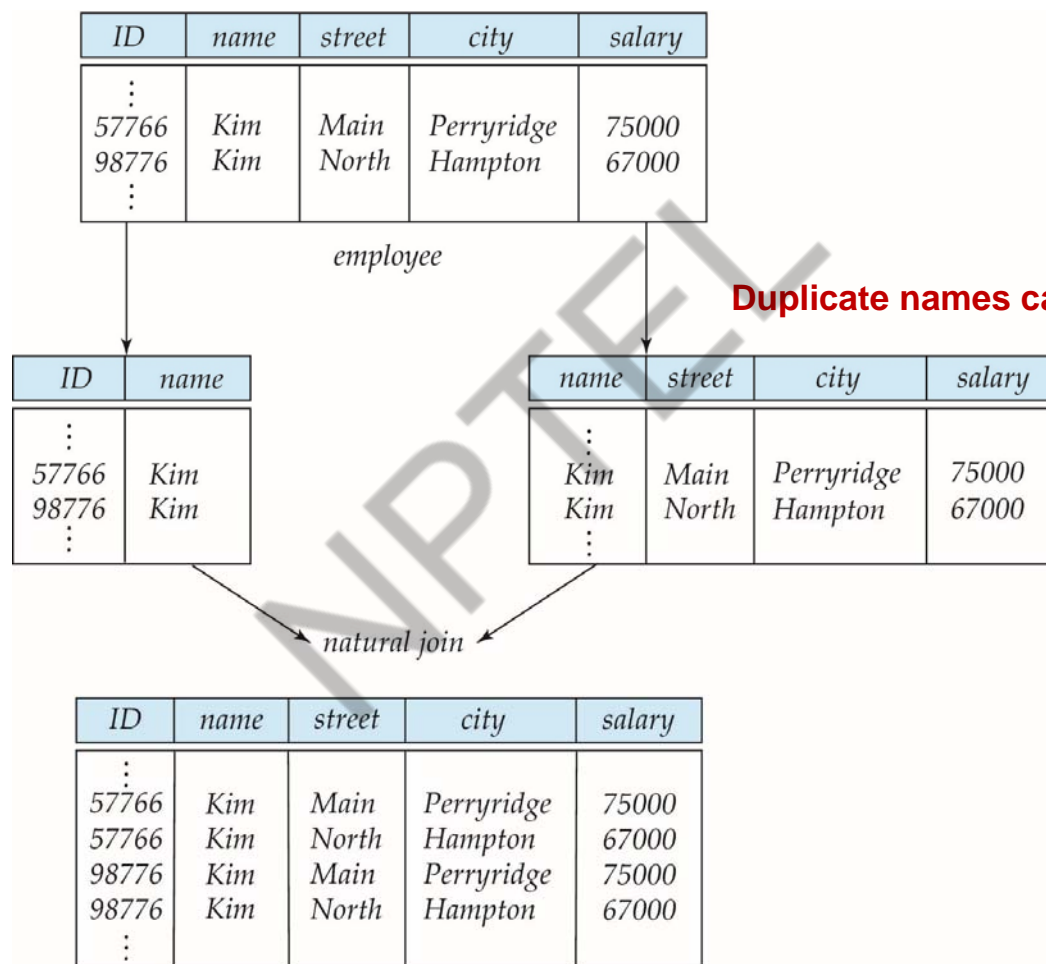 ID name street city salary
⋮
57766 Kim Main Perryridge 75000
98776 Kim North Hampton 67000
⋮
employee
Duplicate names
ID name
⋮
57766 Kim
98776 Kim
⋮
name street city salary
⋮
Kim Main Perryridge 75000
Kim North Hampton 67000
⋮
natural join
ID name street city salary
⋮
57766 Kim Main Perryridge 75000
57766 Kim North Hampton 67000
98776 Kim Main Perryridge 75000
98776 Kim North Hampton 67000
⋮
NPTEL